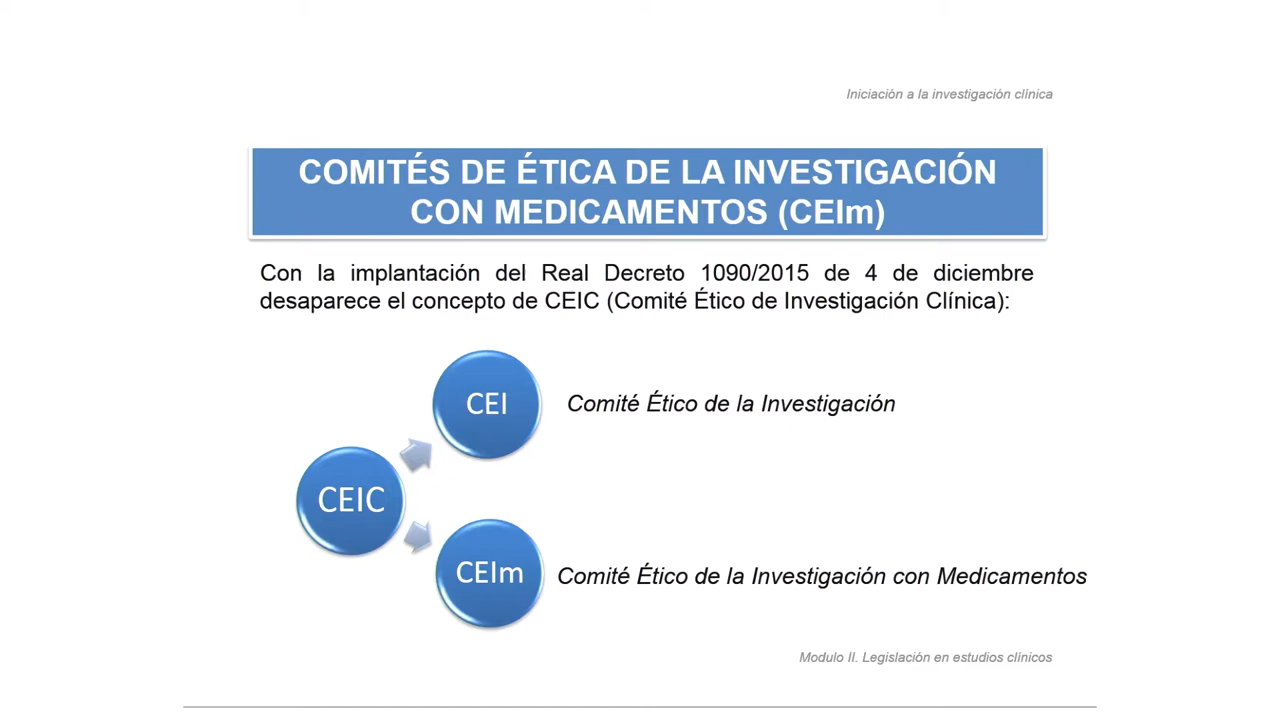 Iniciación a la investigación clínica
COMITÉS DE ÉTICA DE LA INVESTIGACIÓN
CON MEDICAMENTOS (CEIm)
Con la implantación del Real Decreto 1090/2015 de 4 de diciembre
desaparece el concepto de CEIC (Comité Ético de Investigación Clínica):
CEI
Comité Ético de la Investigación
CEIC
CEIm
Comité Ético de la Investigación con Medicamentos
Modulo II. Legislación en estudios clínicos